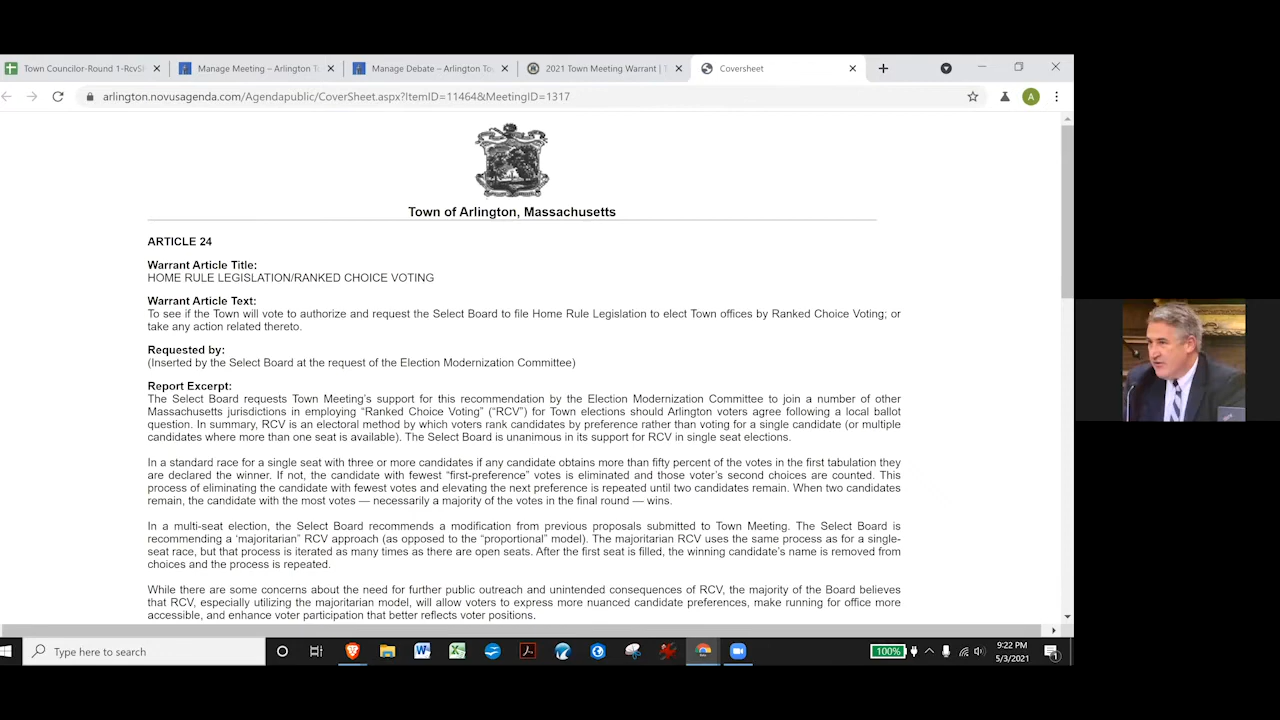 Town Councilor-Round 1-RcvS
Manage Meeting – Arlington T
Manage Debate – Arlington To
2021 Town Meeting Warrant |
Coversheet
arlington.novusagenda.com/Agendapublic/CoverSheet.aspx?ItemID=11464&MeetingID=1317
A
Town of Arlington, Massachusetts
ARTICLE 24
Warrant Article Title:
HOME RULE LEGISLATION/RANKED CHOICE VOTING
Warrant Article Text:
To see if the Town will vote to authorize and request the Select Board to file Home Rule Legislation to elect Town offices by Ranked Choice Voting; or
take any action related thereto.
Requested by:
(Inserted by the Select Board at the request of the Election Modernization Committee)
Report Excerpt:
The Select Board requests Town Meeting's support for this recommendation by the Election Modernization Committee to join a number of other
Massachusetts jurisdictions in employing “Ranked Choice Voting” (“RCV”) for Town elections should Arlington voters agree following a local ballot
question. In summary, RCV is an electoral method by which voters rank candidates by preference rather than voting for a single candidate (or multiple
candidates where more than one seat is available). The Select Board is unanimous in its support for RCV in single seat elections.
In a standard race for a single seat with three or more candidates if any candidate obtains more than fifty percent of the votes in the first tabulation they
are declared the winner. If not, the candidate with fewest “first-preference” votes is eliminated and those voter's second choices are counted. This
process of eliminating the candidate with fewest votes and elevating the next preference is repeated until two candidates remain. When two candidates
remain, the candidate with the most votes — necessarily a majority of the votes in the final round — wins.
In a multi-seat election, the Select Board recommends a modification from previous proposals submitted to Town Meeting. The Select Board is
recommending a 'majoritarian” RCV approach (as opposed to the “proportional” model). The majoritarian RCV uses the same process as for a single-
seat race, but that process is iterated as many times as there are open seats. After the first seat is filled, the winning candidate's name is removed from
choices and the process is repeated.
While there are some concerns about the need for further public outreach and unintended consequences of RCV, the majority of the Board believes
that RCV, especially utilizing the majoritarian model, will allow voters to express more nuanced candidate preferences, make running for office more
accessible, and enhance voter participation that better reflects voter positions.
Type here to search
100%
9:22 PM
5/3/2021
1